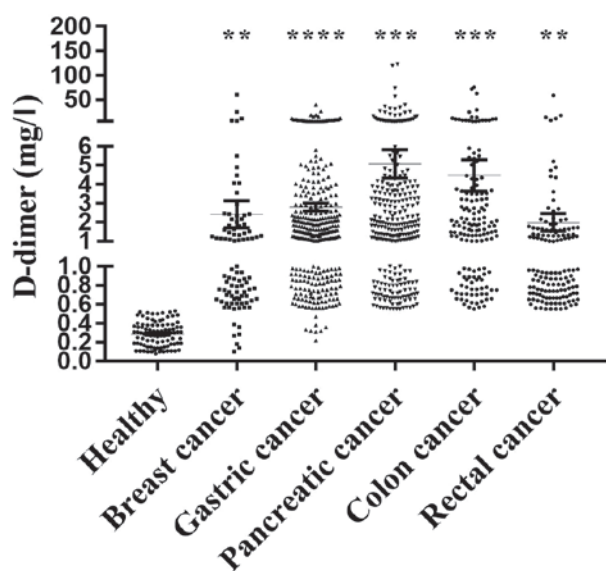 D-dimer (mg/l)
200
150
100
50
6
5
4
3
2
1
1.0
0.8
0.6
0.4
0.2
0.0
** **** *** *** **
Healthy
Breast cancer
Gastric cancer
Pancreatic cancer
Colon cancer
Rectal cancer